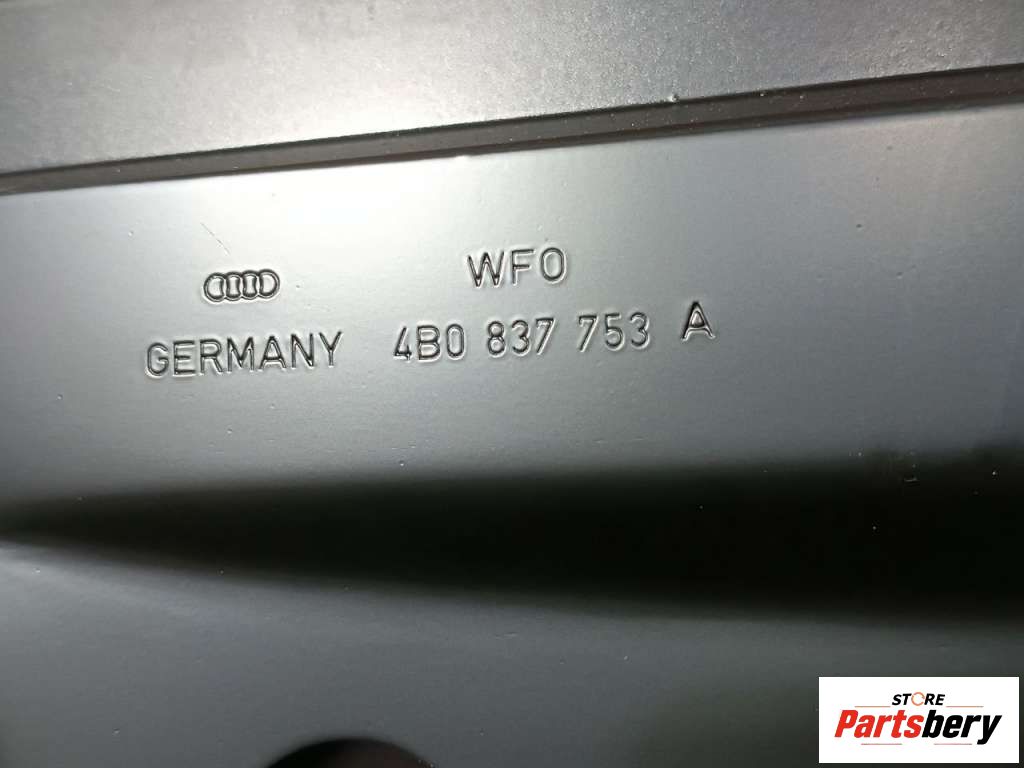 WFO
GERMANY 4B0 837 753 A
STORE
Partsbery